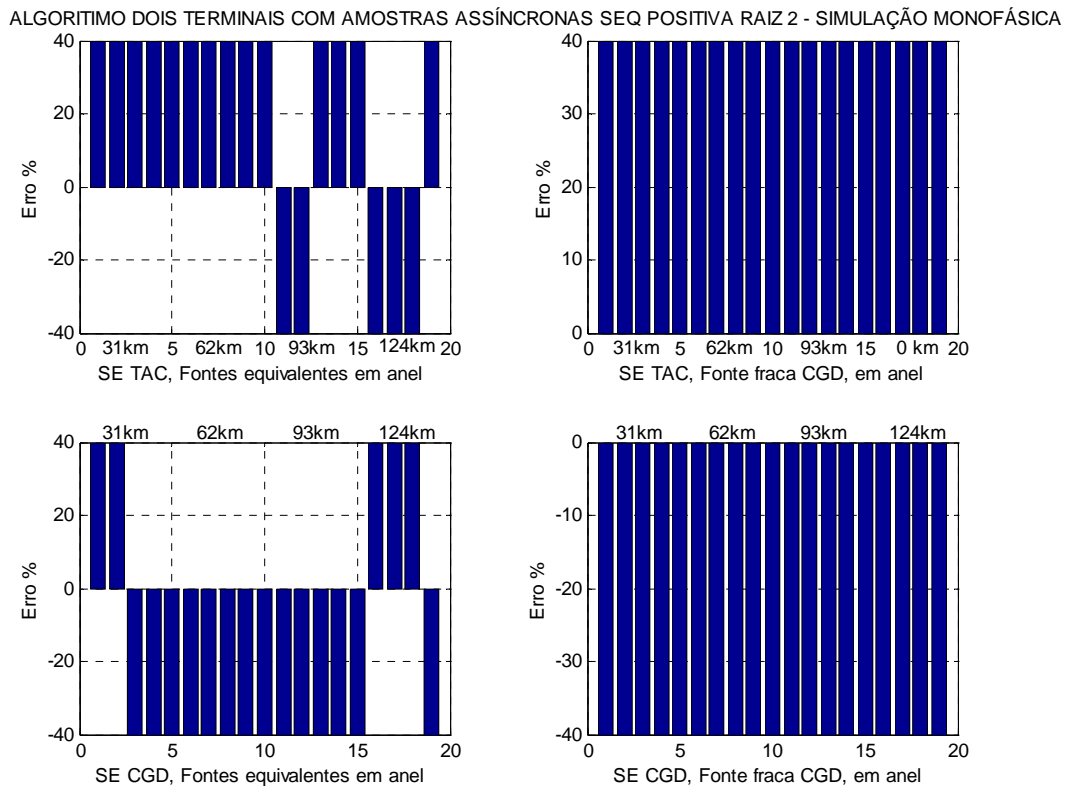 ALGORITIMO DOIS TERMINAIS COM AMOSTRAS ASSÍNCRONAS SEQ POSITIVA RAIZ 2 - SIMULAÇÃO MONOFÁSICA
40
20
0
-20
-40
Erro %
0 31km 5 62km 10 93km 15 124km 20
SE TAC, Fontes equivalentes em anel
40
30
20
10
0
Erro %
0 31km 5 62km 10 93km 15 0 km 20
SE TAC, Fonte fraca CGD, em anel
31km 62km 93km 124km
40
20
0
-20
-40
Erro %
0 5 10 15 20
SE CGD, Fontes equivalentes em anel
31km 62km 93km 124km
0
-10
-20
-30
-40
Erro %
0 5 10 15 20
SE CGD, Fonte fraca CGD, em anel